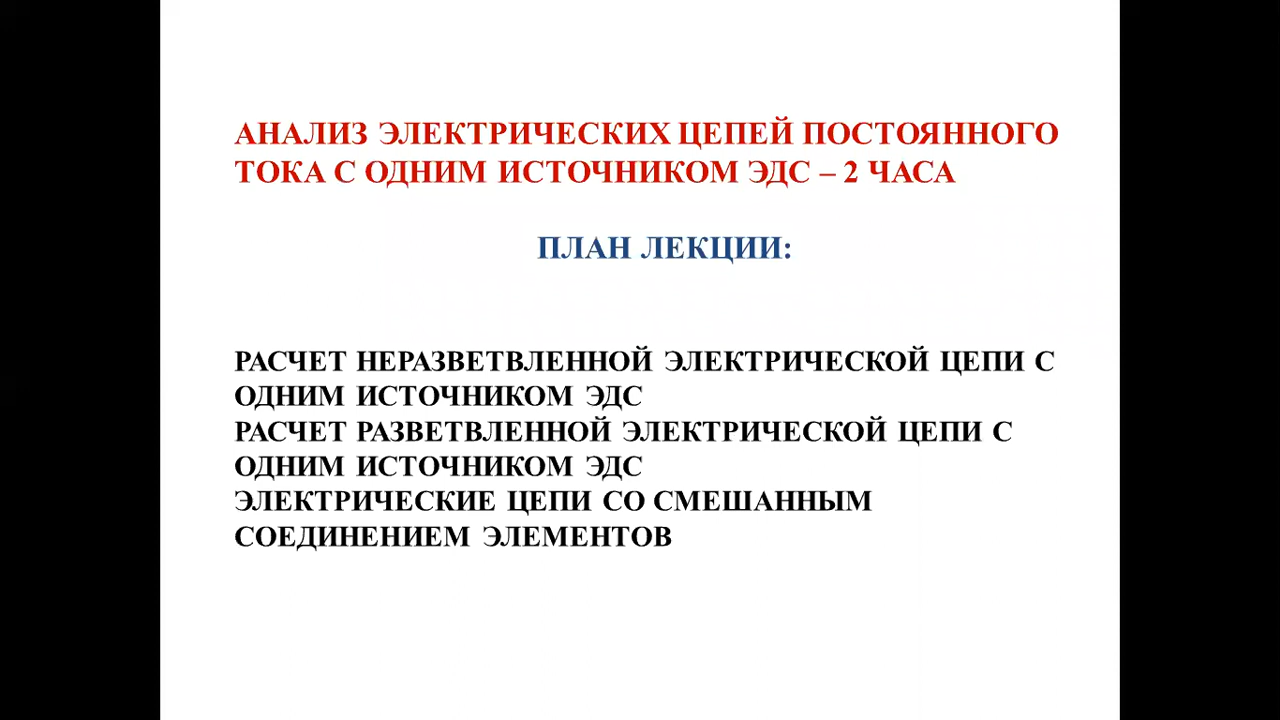 АНАЛИЗ ЭЛЕКТРИЧЕСКИХ ЦЕПЕЙ ПОСТОЯННОГО
ТОКА С ОДНИМ ИСТОЧНИКОМ ЭДС – 2 ЧАСА
ПЛАН ЛЕКЦИИ:
РАСЧЕТ НЕРАЗВЕТВЛЕННОЙ ЭЛЕКТРИЧЕСКОЙ ЦЕПИ С
ОДНИМ ИСТОЧНИКОМ ЭДС
РАСЧЕТ РАЗВЕТВЛЕННОЙ ЭЛЕКТРИЧЕСКОЙ ЦЕПИ С
ОДНИМ ИСТОЧНИКОМ ЭДС
ЭЛЕКТРИЧЕСКИЕ ЦЕПИ СО СМЕШАННЫМ
СОЕДИНЕНИЕМ ЭЛЕМЕНТОВ